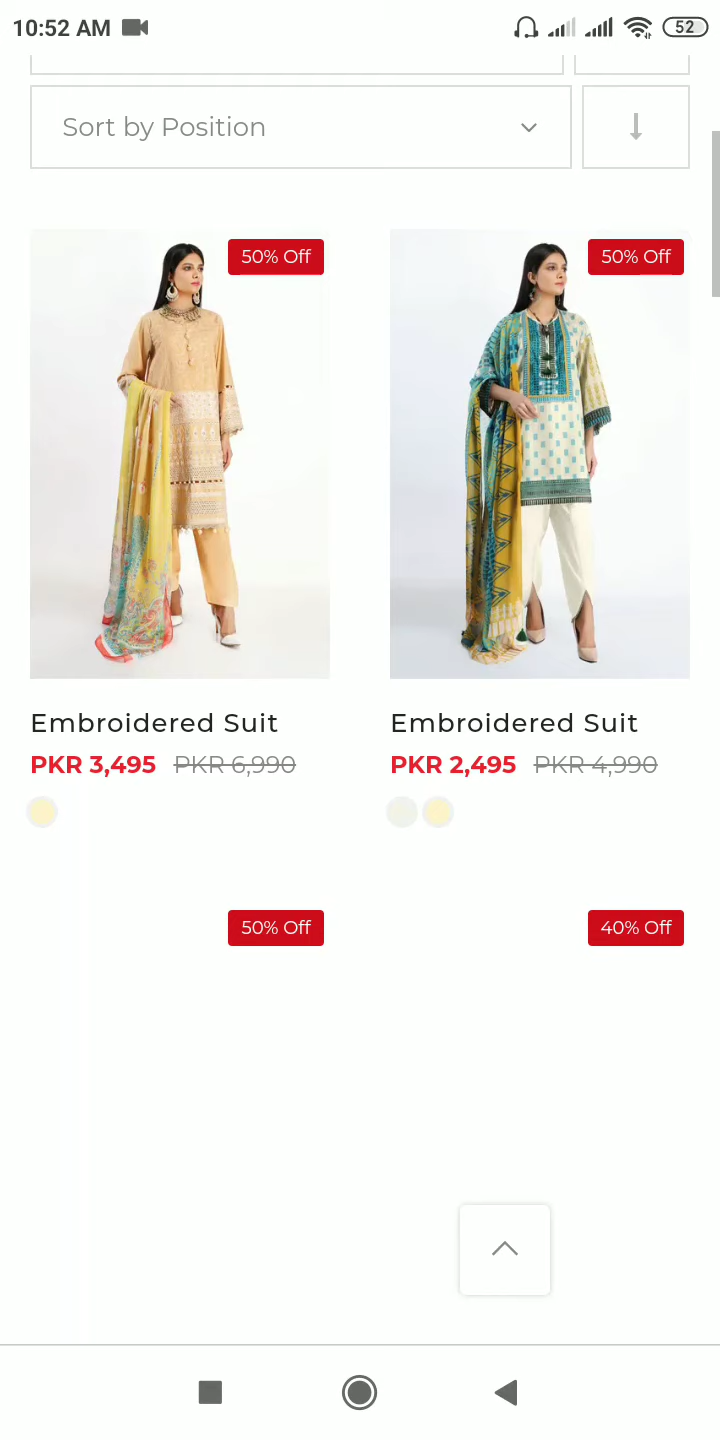 10:52 AM
52
Sort by Position
50% Off
50% Off
Embroidered Suit
PKR 3,495 PKR 6,990
Embroidered Suit
PKR 2,495 PKR 4,990
50% Off
40% Off